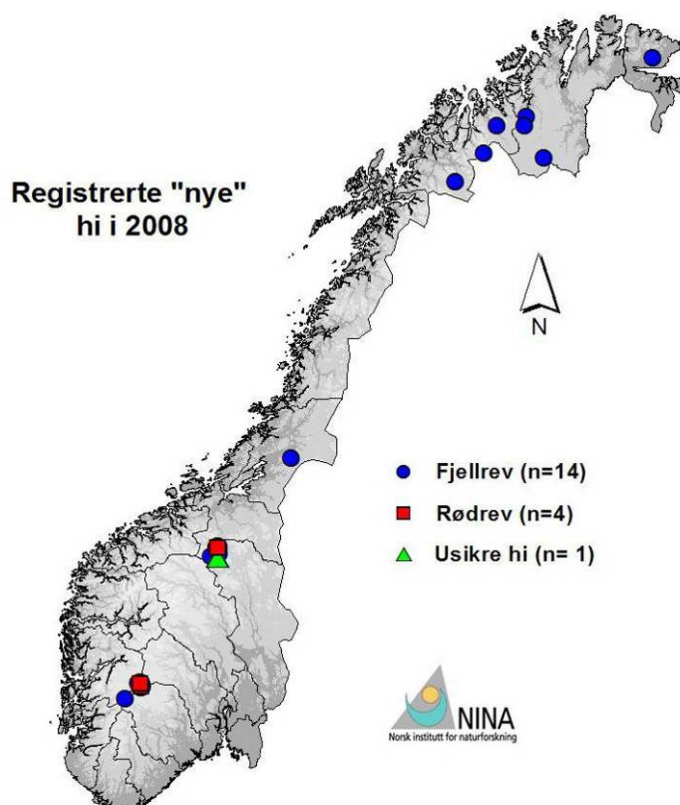 Registrerte "nye"
hi i 2008
N
Fjellrev (n=14)
Rødrev (n=4)
Usikre hi (n= 1)
NINA
Norsk institutt for naturforskning